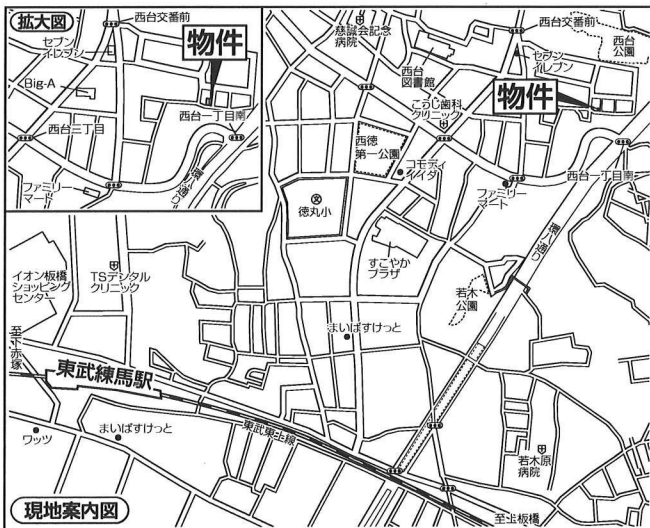 拡大図
西台交番前
セブン
イレブン
物件
Big-A
西台一丁目南
西台三丁目
ファミリー
マート
環八通り
慈誠会記念
病院
西台
図書館
西台交番前
西台
公園
セブン
イレブン
物件
こうじ歯科
クリニック
西徳
第一公園
コモディ
イイダ
西台一丁目南
ファミリー
マート
文
徳丸小
環八通り
すこやか
プラザ
イオン板橋
ショッピング
センター
TSデジタル
クリニック
若木
公園
至下赤塚
まいばすけっと
東武練馬駅
東武東上線
ワッツ
まいばすけっと
若木原
病院
現地案内図
至上板橋